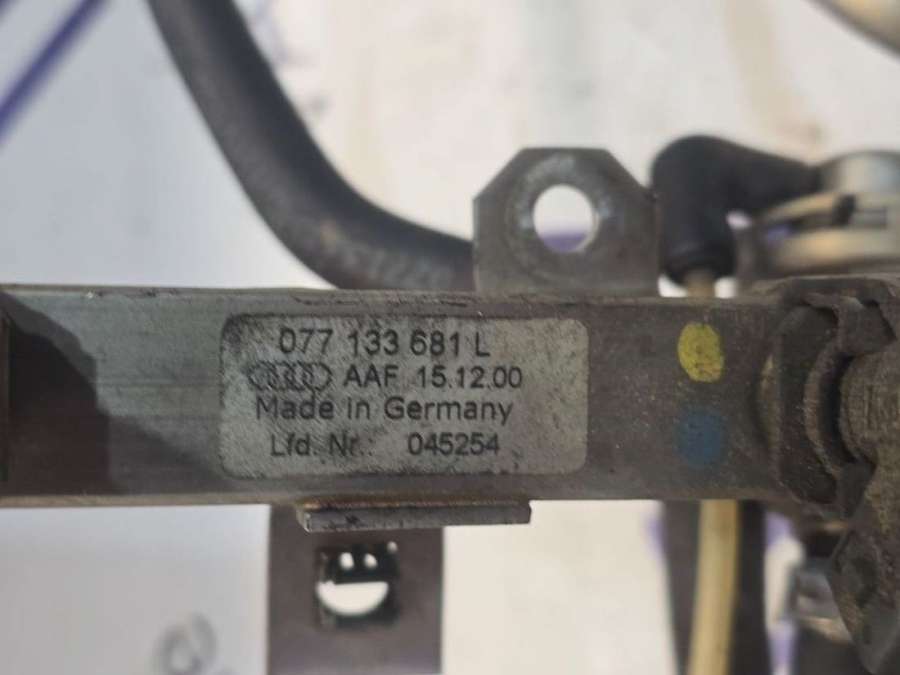 077 133 681 L
AAF 15.12.00
Made in Germany
Lfd. Nr.: 045254